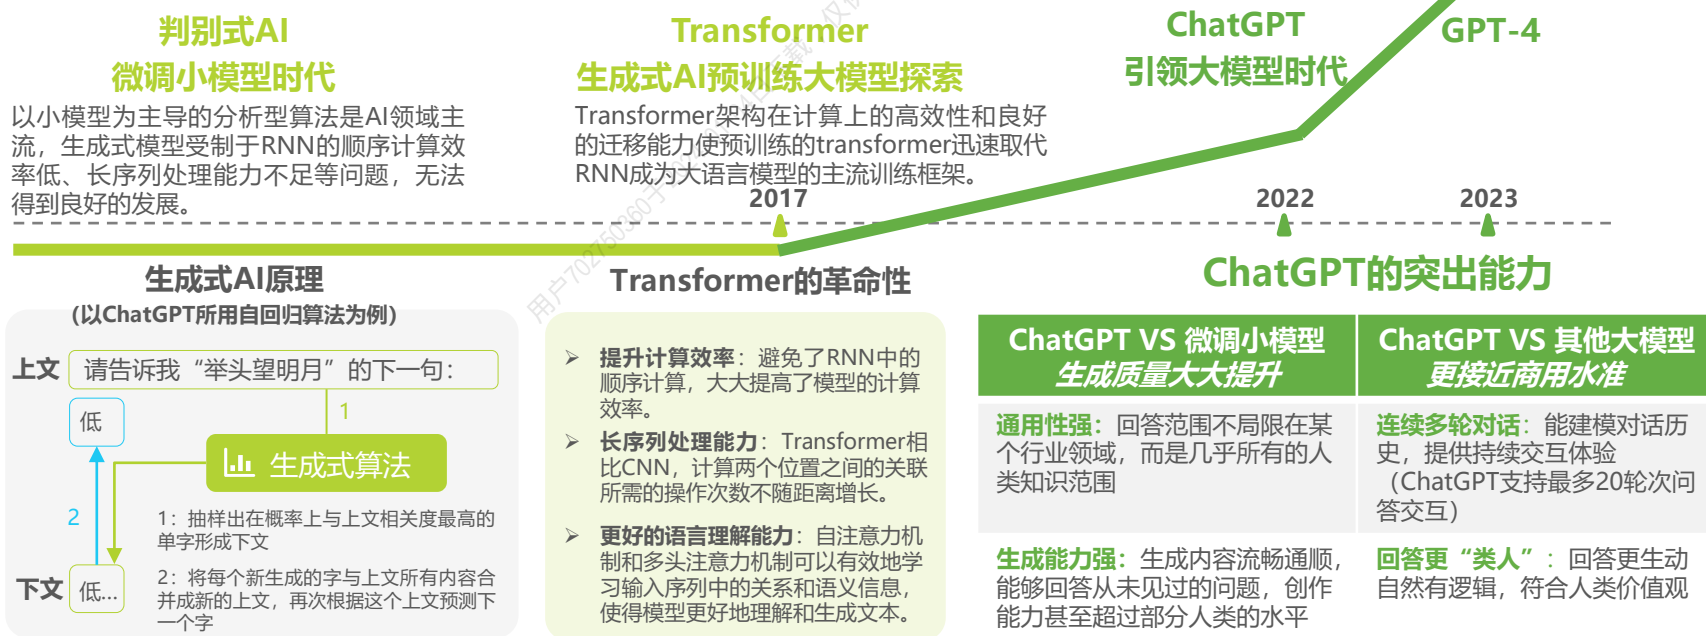 判别式AI
微调小模型时代
以小模型为主导的分析型算法是AI领域主
流，生成式模型受制于RNN的顺序计算效
率低、长序列处理能力不足等问题，无法
得到良好的发展。
Transformer
生成式AI预训练大模型探索
Transformer架构在计算上的高效性和良好
的迁移能力使预训练的transformer迅速取代
RNN成为大语言模型的主流训练框架。
ChatGPT
引领大模型时代
GPT-4
2017
2022
2023
生成式AI原理
(以ChatGPT所用自回归算法为例)
上文
请告诉我“举头望明月”的下一句：
低
1
生成式算法
2
1：抽样出在概率上与上文相关度最高的
单字形成下文
下文
低...
2：将每个新生成的字与上文所有内容合
并成新的上文，再次根据这个上文预测下
一个字
Transformer的革命性
➢ 提升计算效率：避免了RNN中的
顺序计算，大大提高了模型的计算
效率。
➢ 长序列处理能力：Transformer相
比CNN，计算两个位置之间的关联
所需的操作次数不随距离增长。
➢ 更好的语言理解能力：自注意力机
制和多头注意力机制可以有效地学
习输入序列中的关系和语义信息，
使得模型更好地理解和生成文本。
ChatGPT的突出能力
ChatGPT VS 微调小模型
生成质量大大提升
ChatGPT VS 其他大模型
更接近商用水准
通用性强：回答范围不局限在某
个行业领域，而是几乎所有的人
类知识范围
连续多轮对话：能建模对话历
史，提供持续交互体验
（ChatGPT支持最多20轮次问
答交互）
生成能力强：生成内容流畅通顺，
能够回答从未见过的问题，创作
能力甚至超过部分人类的水平
回答更“类人”：回答更生动
自然有逻辑，符合人类价值观
用户702750360于